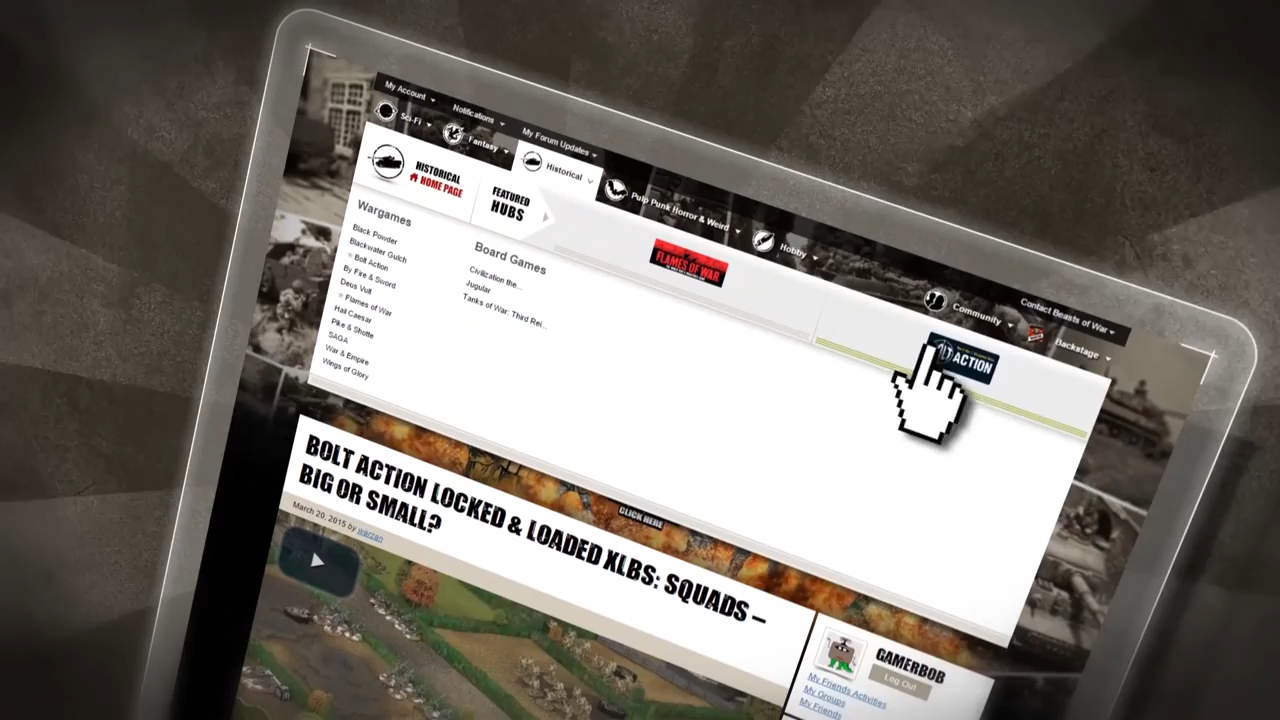 My Account
Notifications
My Forum Updates
Contact Beasts of War
Sci-Fi
Fantasy
Historical
Pulp Punk Horror & Weird
Hobby
Community
Backstage
HISTORICAL
HOME PAGE
FEATURED
HUBS
FLAMES OF WAR
ACTION
Wargames
Black Powder
Blackwater Gulch
Bolt Action
By Fire & Sword
Deus Vult
Flames of War
Hail Caesar
Pike & Shotte
SAGA
War & Empire
Wings of Glory
Board Games
Civilization the...
Jugular
Tanks of War: Third Rei...
CLICK HERE
BOLT ACTION LOCKED & LOADED XLBS: SQUADS –
BIG OR SMALL?
March 20, 2015 by warzan
GAMERBOB
Log Out
My Friends Activities
My Groups
My Friends